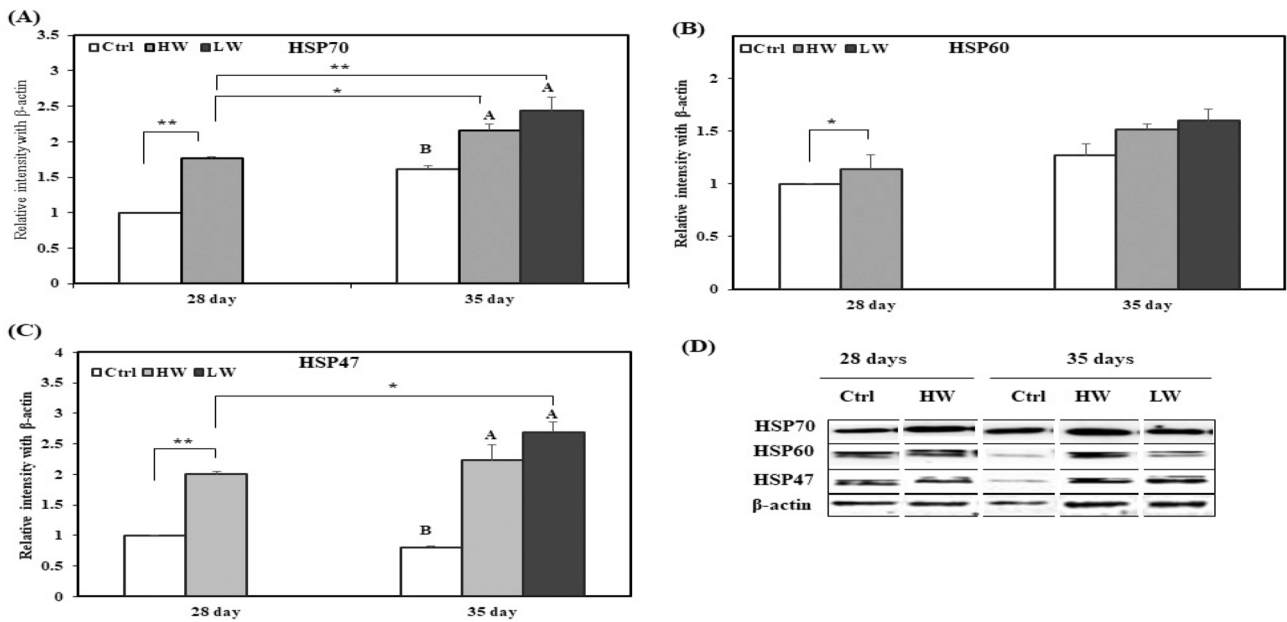 (A)
HSP70
Ctrl HW LW
Relative intensity with β-actin
3.5
3
2.5
2
1.5
1
0.5
0
**
*
**
B
A
A
28 day
35 day
(B)
HSP60
Ctrl HW LW
Relative intensity with β-actin
2
1.5
1
0.5
0
*
28 day
35 day
(C)
HSP47
Ctrl HW LW
Relative intensity with β-actin
4
3.5
3
2.5
2
1.5
1
0.5
0
*
**
B
A
A
28 day
35 day
(D)
28 days 35 days
Ctrl HW Ctrl HW LW
HSP70
HSP60
HSP47
β-actin